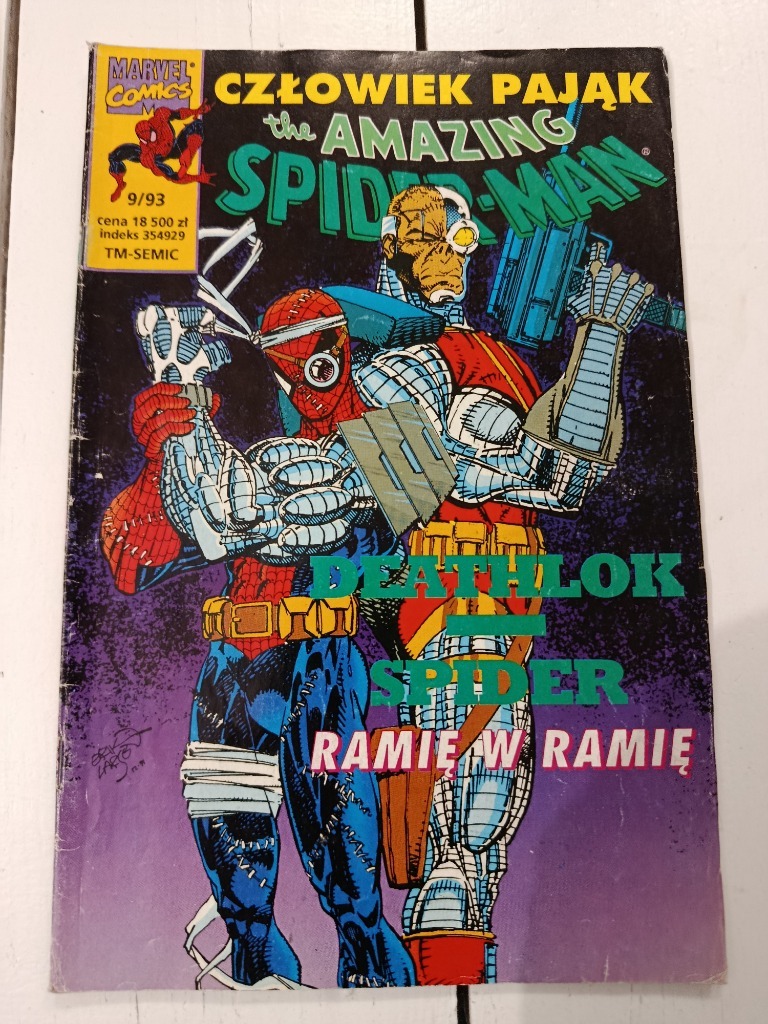 MARVEL
COMICS
M
9/93
cena 18 500 zł
indeks 354929
TM-SEMIC
CZŁOWIEK PAJĄK
the AMAZING
SPIDER-MAN®
DEATHLOK
—
SPIDER
RAMIĘ W RAMIĘ